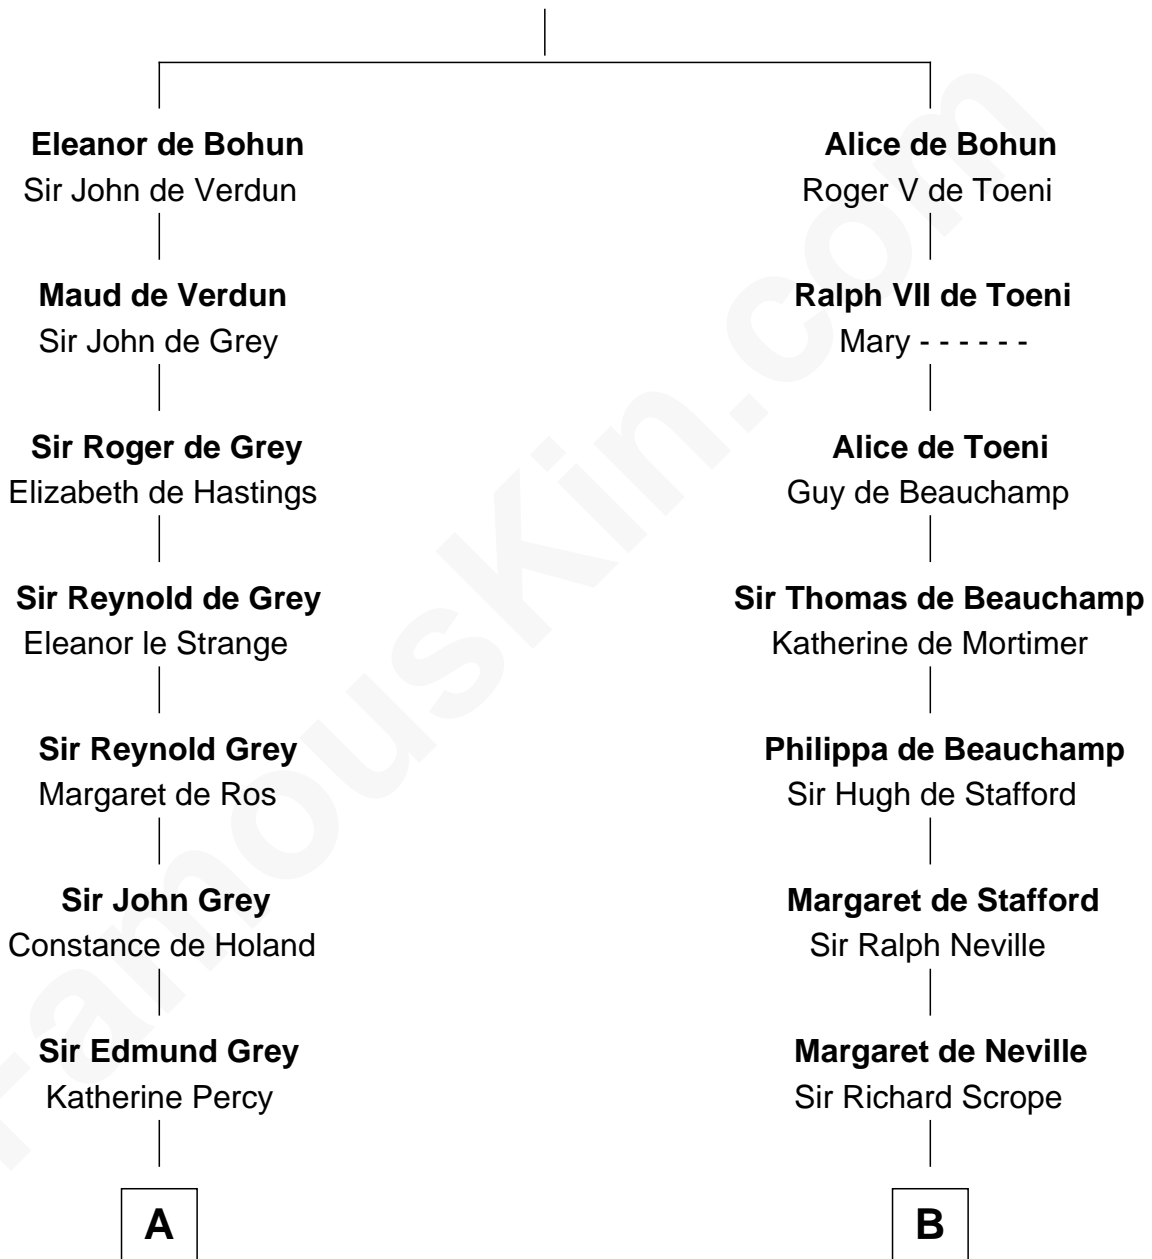 Eleanor de Bohun
Sir John de Verdun
Maud de Verdun
Sir John de Grey
Sir Roger de Grey
Elizabeth de Hastings
Sir Reynold de Grey
Eleanor le Strange
Sir Reynold Grey
Margaret de Ros
Sir John Grey
Constance de Holand
Sir Edmund Grey
Katherine Percy
A
Alice de Bohun
Roger V de Toeni
Ralph VII de Toeni
Mary - - - - - -
Alice de Toeni
Guy de Beauchamp
Sir Thomas de Beauchamp
Katherine de Mortimer
Philippa de Beauchamp
Sir Hugh de Stafford
Margaret de Stafford
Sir Ralph Neville
Margaret de Neville
Sir Richard Scrope
B
FamousKin.com